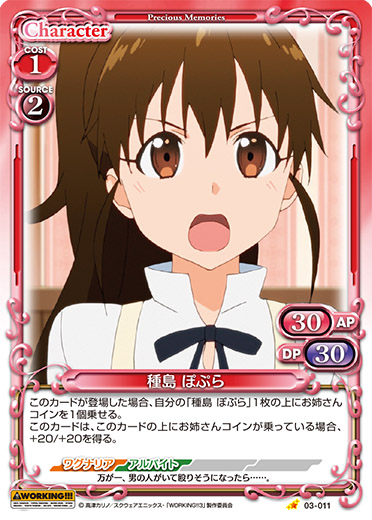 Precious Memories
Character
COST
1
SOURCE
2
30 AP
DP 30
種島 ぽぷら
このカードが登場した場合、自分の「種島 ぽぷら」1枚の上にお姉さん
コインを1個乗せる。
このカードは、このカードの上にお姉さんコインが乗っている場合、
+20/+20を得る。
ワグナリア アルバイト
万が一、男の人がいて殴りそうになったら……。
WORKING!!!
03-011
© 高津カリノ/スクウェアエニックス・「WORKING!!3」製作委員会